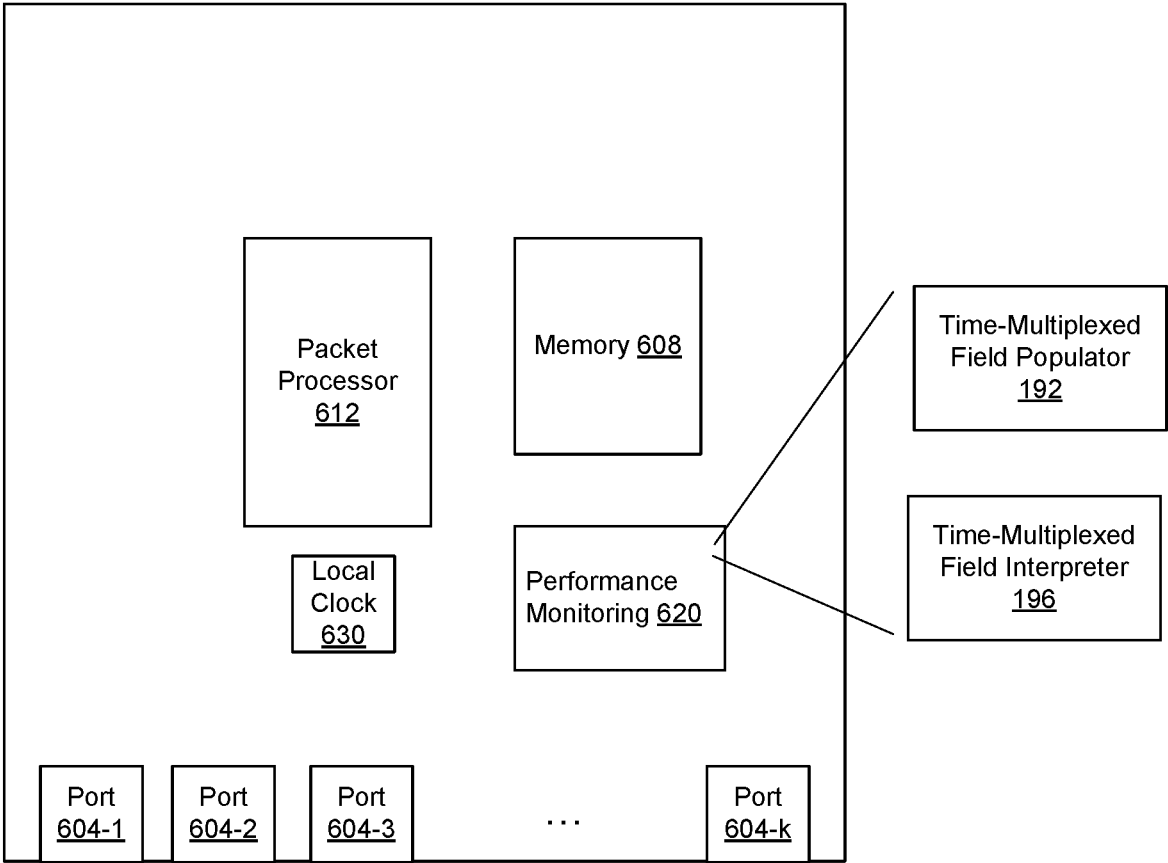 Packet
Processor
612
Memory 608
Time-Multiplexed
Field Populator
192
Time-Multiplexed
Field Interpreter
196
Local
Clock
630
Performance
Monitoring 620
Port
604-1
Port
604-2
Port
604-3
...
Port
604-k